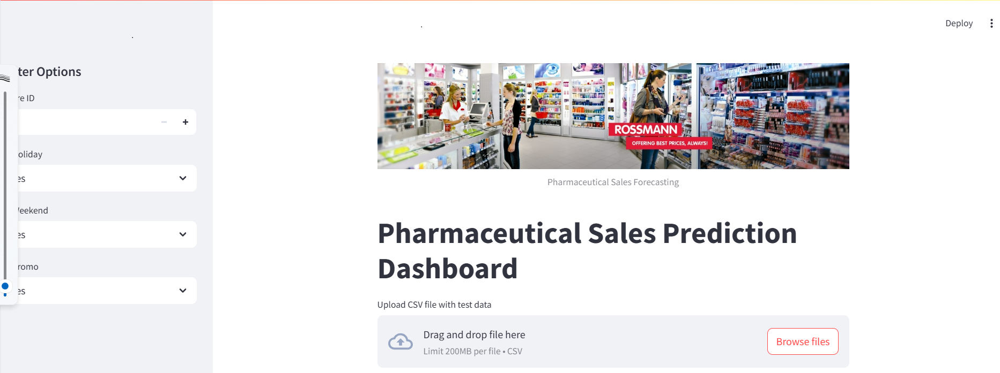 Deploy
ter Options
re ID
oliday
es
Weekend
es
romo
es
ROSSMANN
OFFERING BEST PRICES, ALWAYS!
Pharmaceutical Sales Forecasting
Pharmaceutical Sales Prediction
Dashboard
Upload CSV file with test data
Drag and drop file here
Limit 200MB per file • CSV
Browse files